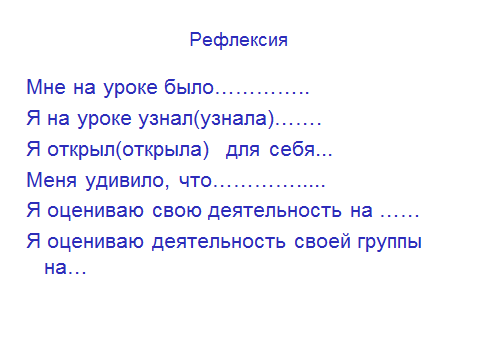 Рефлексия
Мне на уроке было…………..
Я на уроке узнал(узнала)…….
Я открыл(открыла)  для себя...
Меня удивило, что………….....
Я оцениваю свою деятельность на ……
Я оцениваю деятельность своей группы
на…